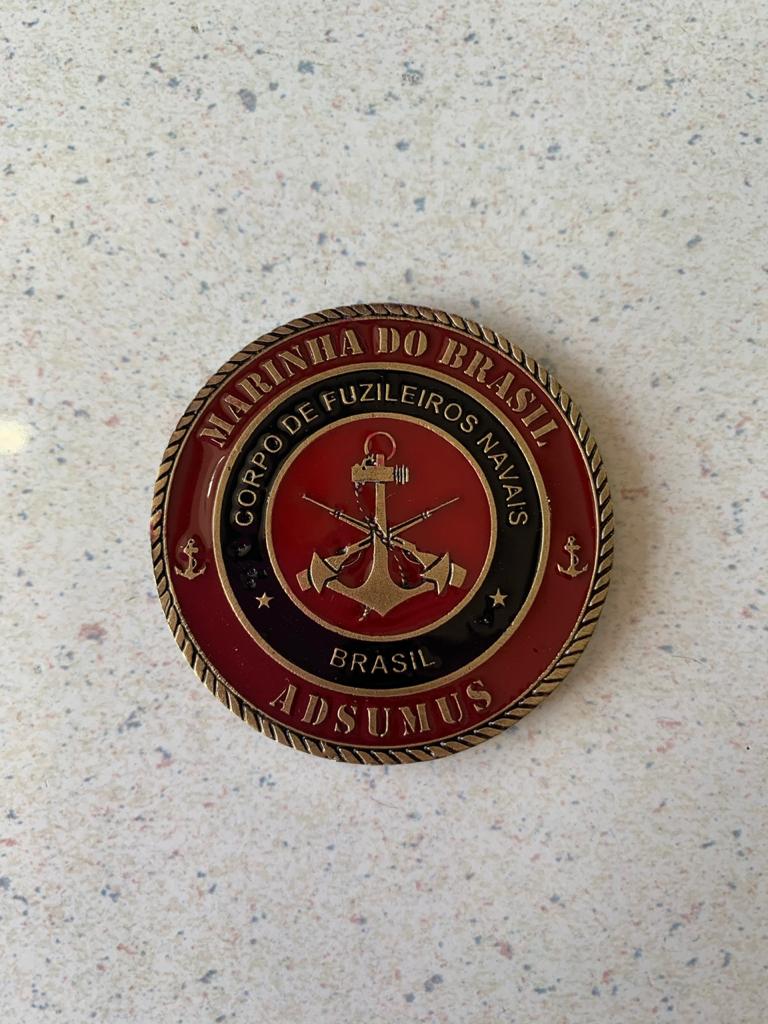 MARINHA DO BRASIL
CORPO DE FUZILEIROS NAVAIS
BRASIL
ADSUMUS